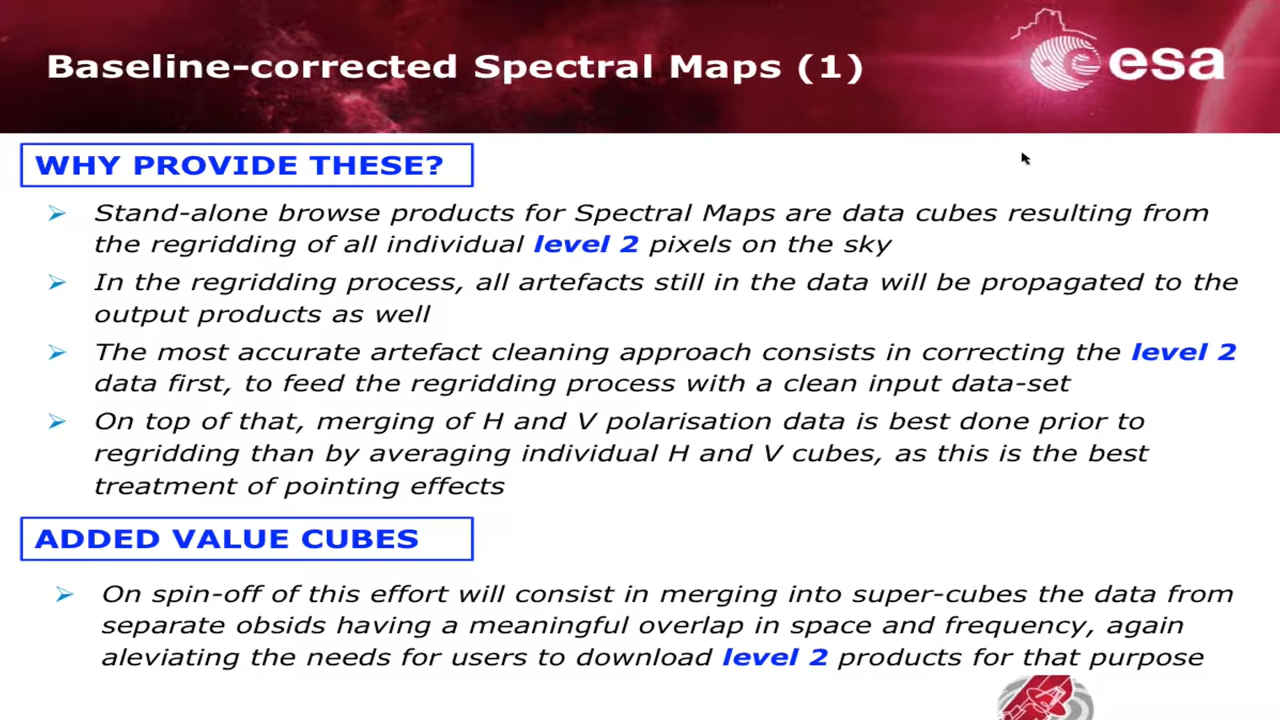 Baseline-corrected Spectral Maps (1)
esa
WHY PROVIDE THESE?
Stand-alone browse products for Spectral Maps are data cubes resulting from
the regridding of all individual level 2 pixels on the sky
In the regridding process, all artefacts still in the data will be propagated to the
output products as well
The most accurate artefact cleaning approach consists in correcting the level 2
data first, to feed the regridding process with a clean input data-set
On top of that, merging of H and V polarisation data is best done prior to
regridding than by averaging individual H and V cubes, as this is the best
treatment of pointing effects
ADDED VALUE CUBES
On spin-off of this effort will consist in merging into super-cubes the data from
separate obsids having a meaningful overlap in space and frequency, again
aleviating the needs for users to download level 2 products for that purpose